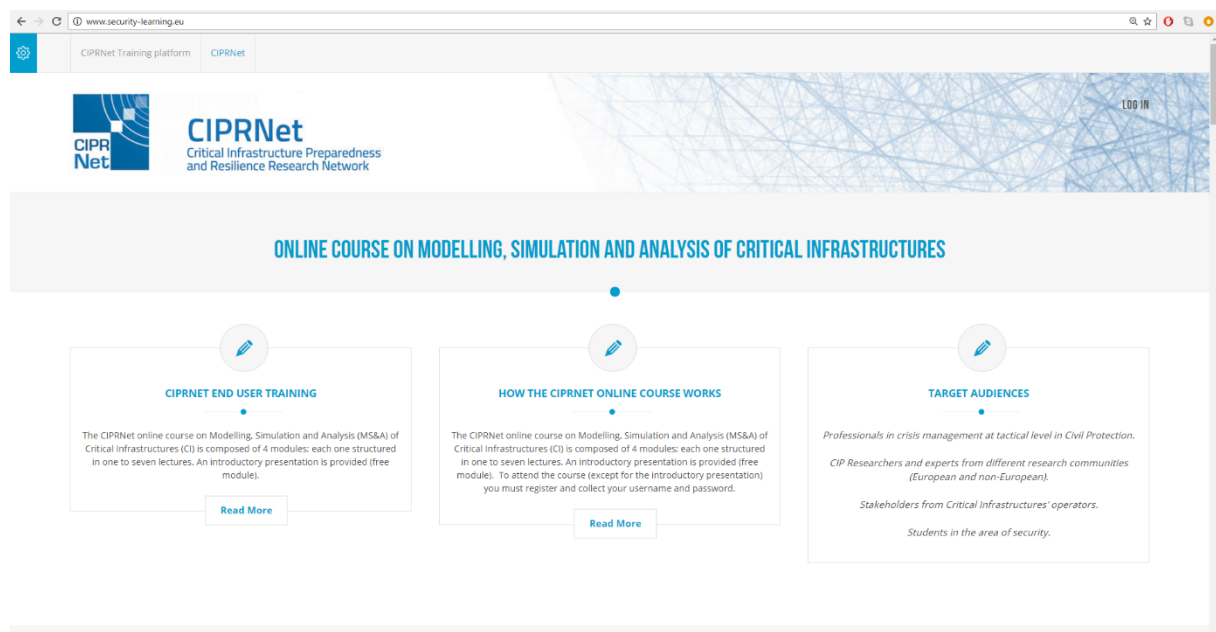 www.security-learning.eu
CIPRNet Training platform CIPRNet
LOG IN
CIPR
Net
CIPRNet
Critical Infrastructure Preparedness
and Resilience Research Network
ONLINE COURSE ON MODELLING, SIMULATION AND ANALYSIS OF CRITICAL INFRASTRUCTURES
CIPRNET END USER TRAINING
The CIPRNet online course on Modelling, Simulation and Analysis (MS&A) of
Critical Infrastructures (CI) is composed of 4 modules; each one structured
in one to seven lectures. An introductory presentation is provided (free
module).
Read More
HOW THE CIPRNET ONLINE COURSE WORKS
The CIPRNet online course on Modelling, Simulation and Analysis (MS&A) of
Critical Infrastructures (CI) is composed of 4 modules; each one structured
in one to seven lectures. An introductory presentation is provided (free
module). To attend the course (except for the introductory presentation)
you must register and collect your username and password.
Read More
TARGET AUDIENCES
Professionals in crisis management at tactical level in Civil Protection.
CIP Researchers and experts from different research communities
(European and non-European).
Stakeholders from Critical Infrastructures' operators.
Students in the area of security.